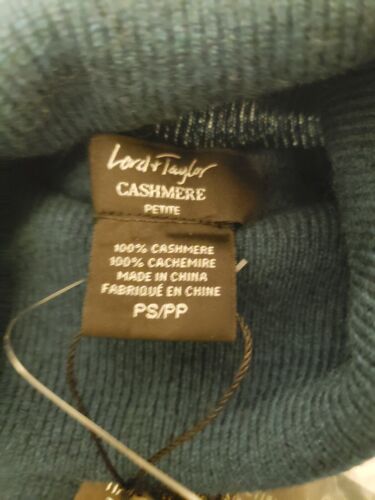 Lord & Taylor
CASHMERE
PETITE
100% CASHMERE
100% CACHEMIRE
MADE IN CHINA
FABRIQUÉ EN CHINE
PS/PP